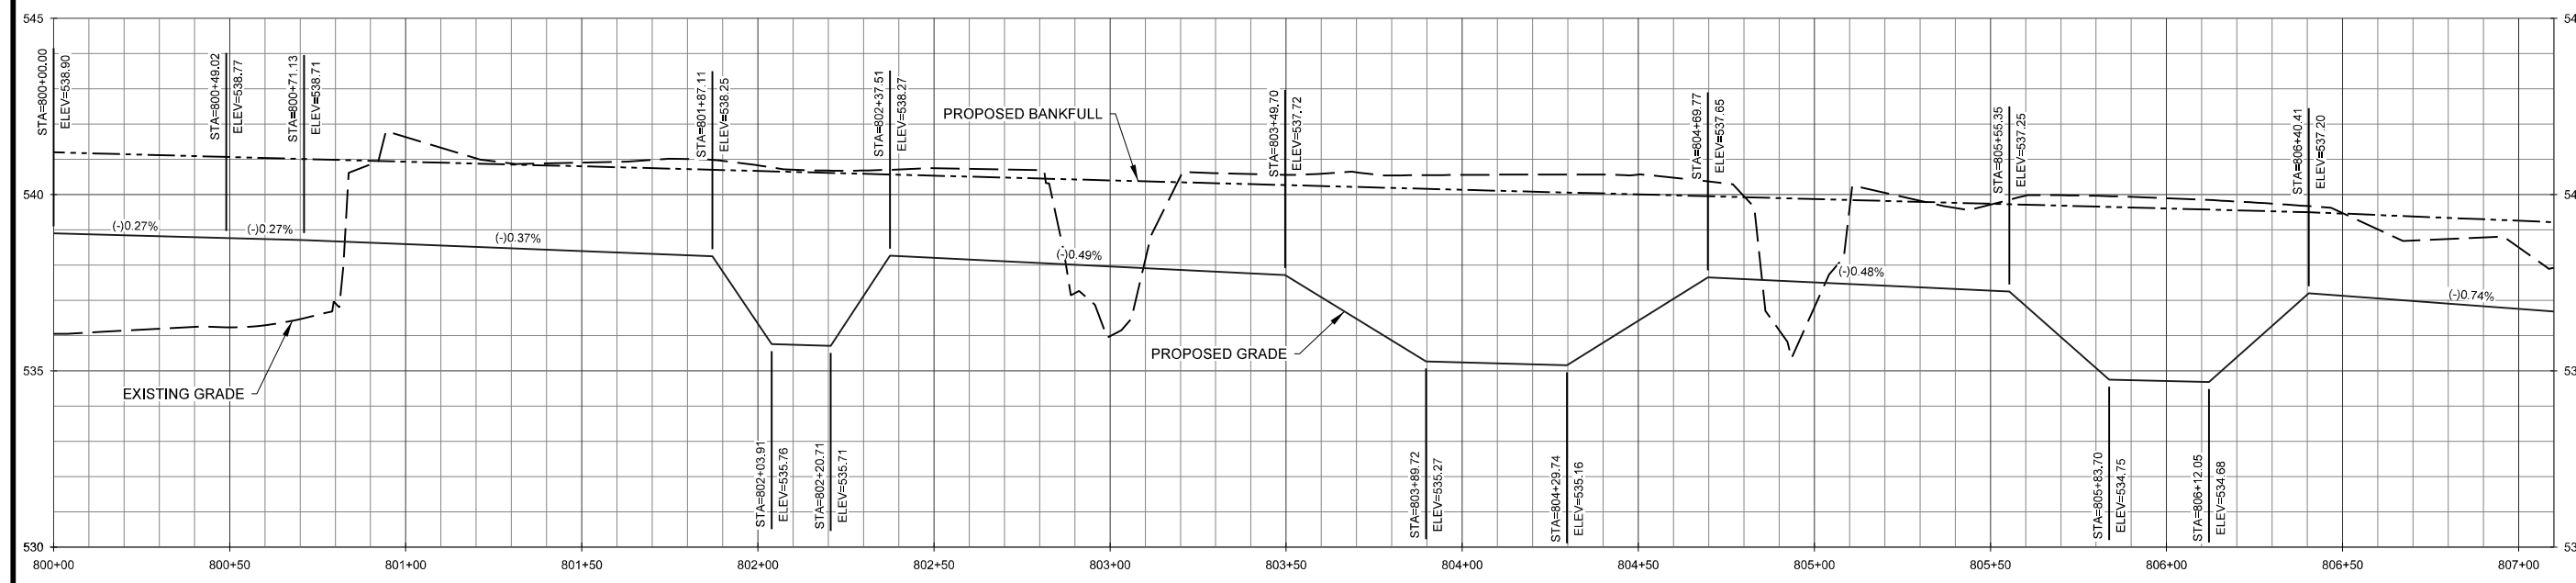 545
54
STA=800+00.00
ELEV=538.90
STA=800+49.02
ELEV=538.77
STA=800+71.13
ELEV=538.71
STA=801+87.11
ELEV=538.25
STA=802+37.51
ELEV=538.27
PROPOSED BANKFULL
STA=803+49.70
ELEV=537.72
STA=804+69.77
ELEV=537.65
STA=805+55.35
ELEV=537.25
STA=806+40.41
ELEV=537.20
540
54
(-)0.27%
(-)0.27%
(-)0.37%
(-)0.49%
(-)0.48%
(-)0.74%
PROPOSED GRADE
535
53
EXISTING GRADE
STA=802+03.91
ELEV=535.76
STA=802+20.71
ELEV=535.71
STA=803+89.72
ELEV=535.27
STA=804+29.74
ELEV=535.16
STA=805+83.70
ELEV=534.75
STA=806+12.05
ELEV=534.68
530
53
800+00
800+50
801+00
801+50
802+00
802+50
803+00
803+50
804+00
804+50
805+00
805+50
806+00
806+50
807+00